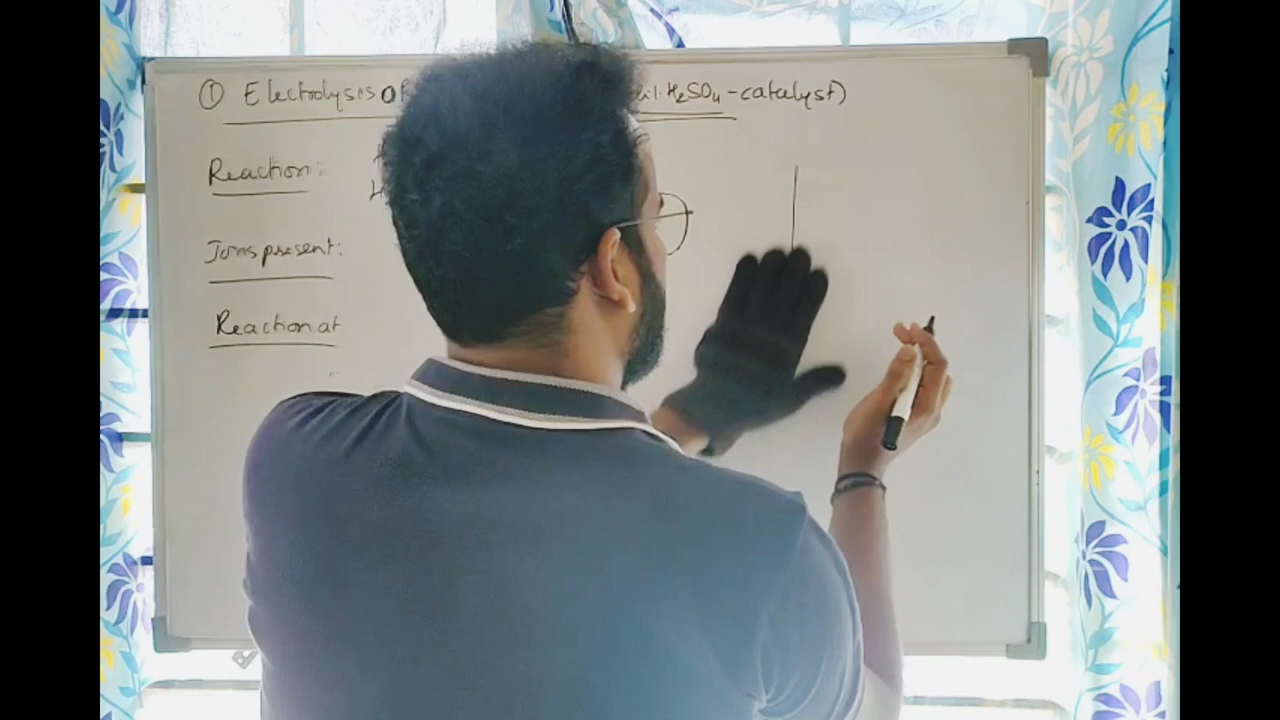 ① Electrolysis of dil. H₂SO₄-catalyst)
Reaction:
Ions present:
Reaction at